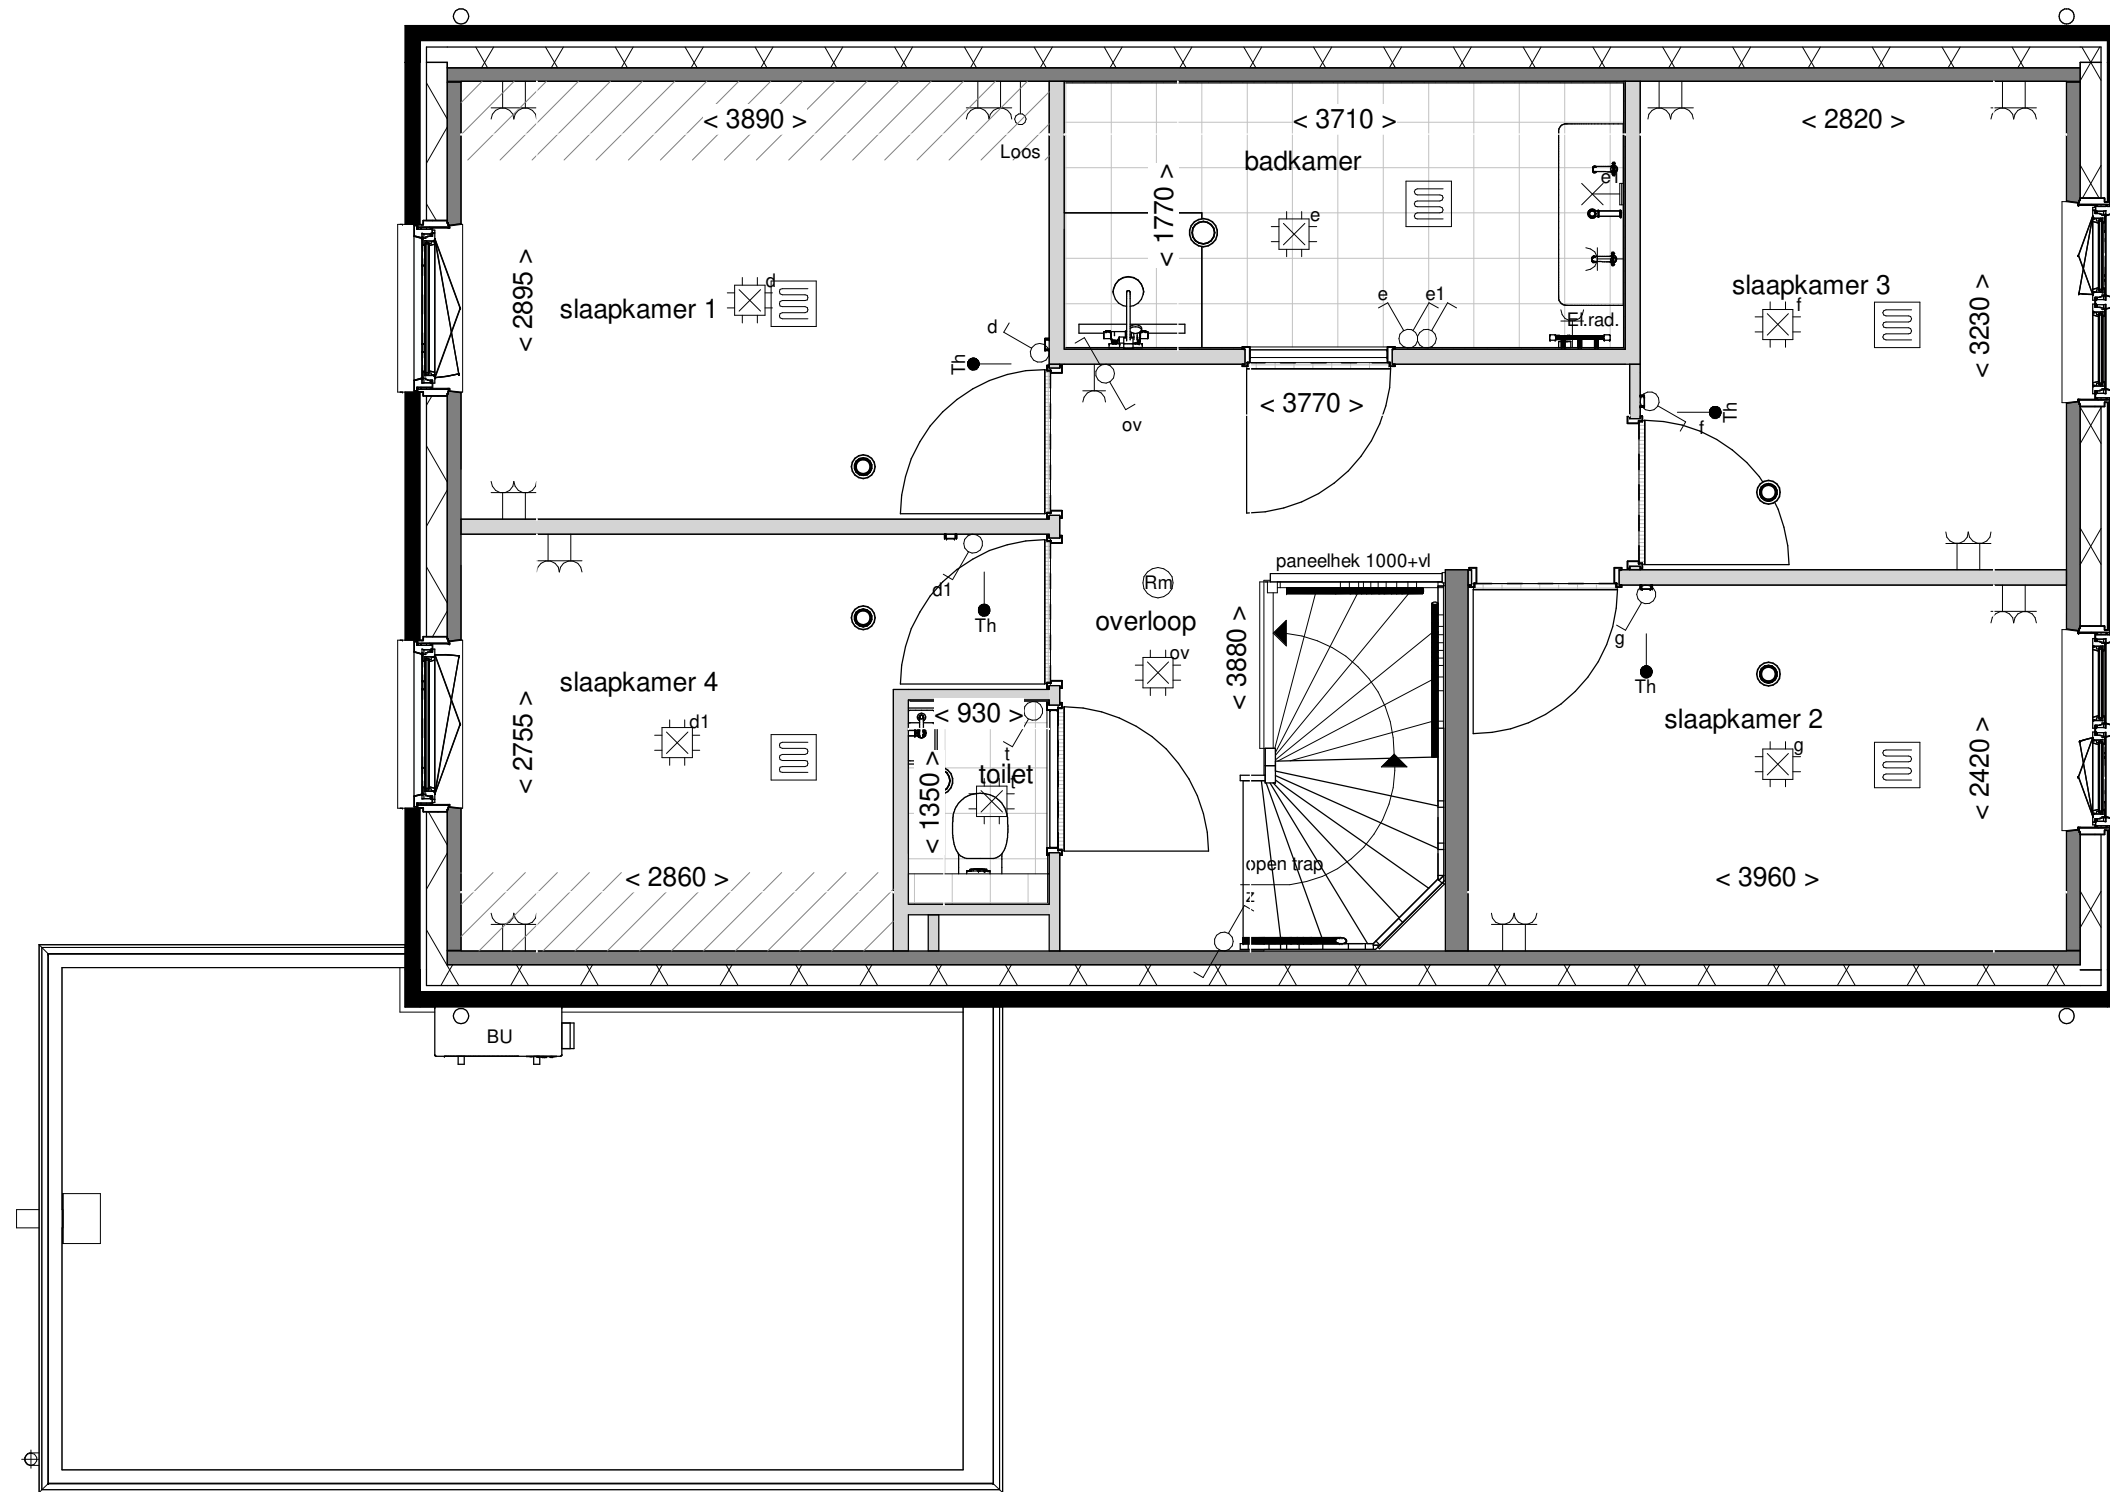 < 3890 >
< 3710 >
< 2820 >
Loos
badkamer
< 1770 >
e1
e
d
slaapkamer 1
< 2895 >
slaapkamer 3
f
< 3230 >
e
e1
El.rad.
d
Th
ov
< 3770 >
Th
f
paneelhek 1000+vl
d1
Th
Rm
overloop
ov
< 3880 >
g
Th
slaapkamer 4
d1
< 2755 >
< 930 >
t
toilet
t
< 1350 >
slaapkamer 2
g
< 2420 >
open trap
z
< 2860 >
< 3960 >
BU